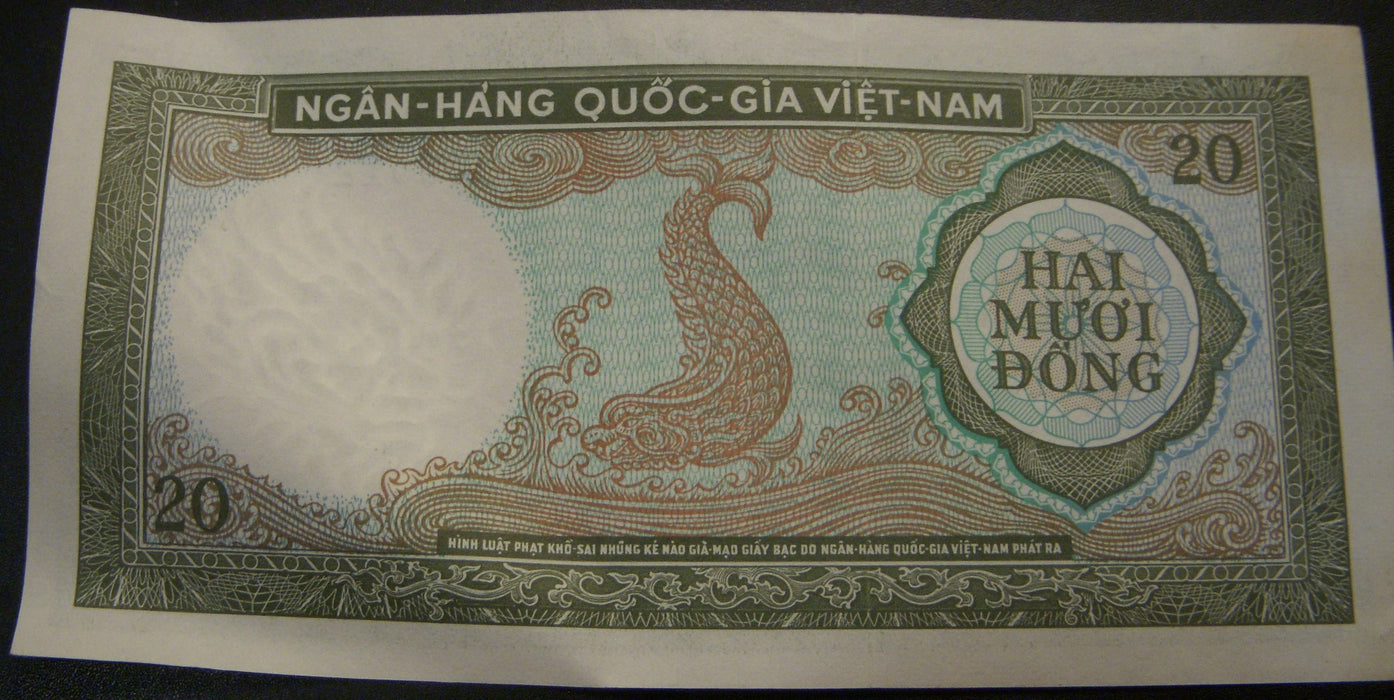 NGÂN-HÀNG QUỐC-GIA VIỆT-NAM
20
HAI
MƯƠI
ĐỒNG
20
HÌNH LUẬT PHẠT KHỔ-SAI NHỮNG KẺ NÀO GIẢ-MẠO GIẤY BẠC DO NGÂN-HÀNG QUỐC-GIA VIỆT-NAM PHÁT RA